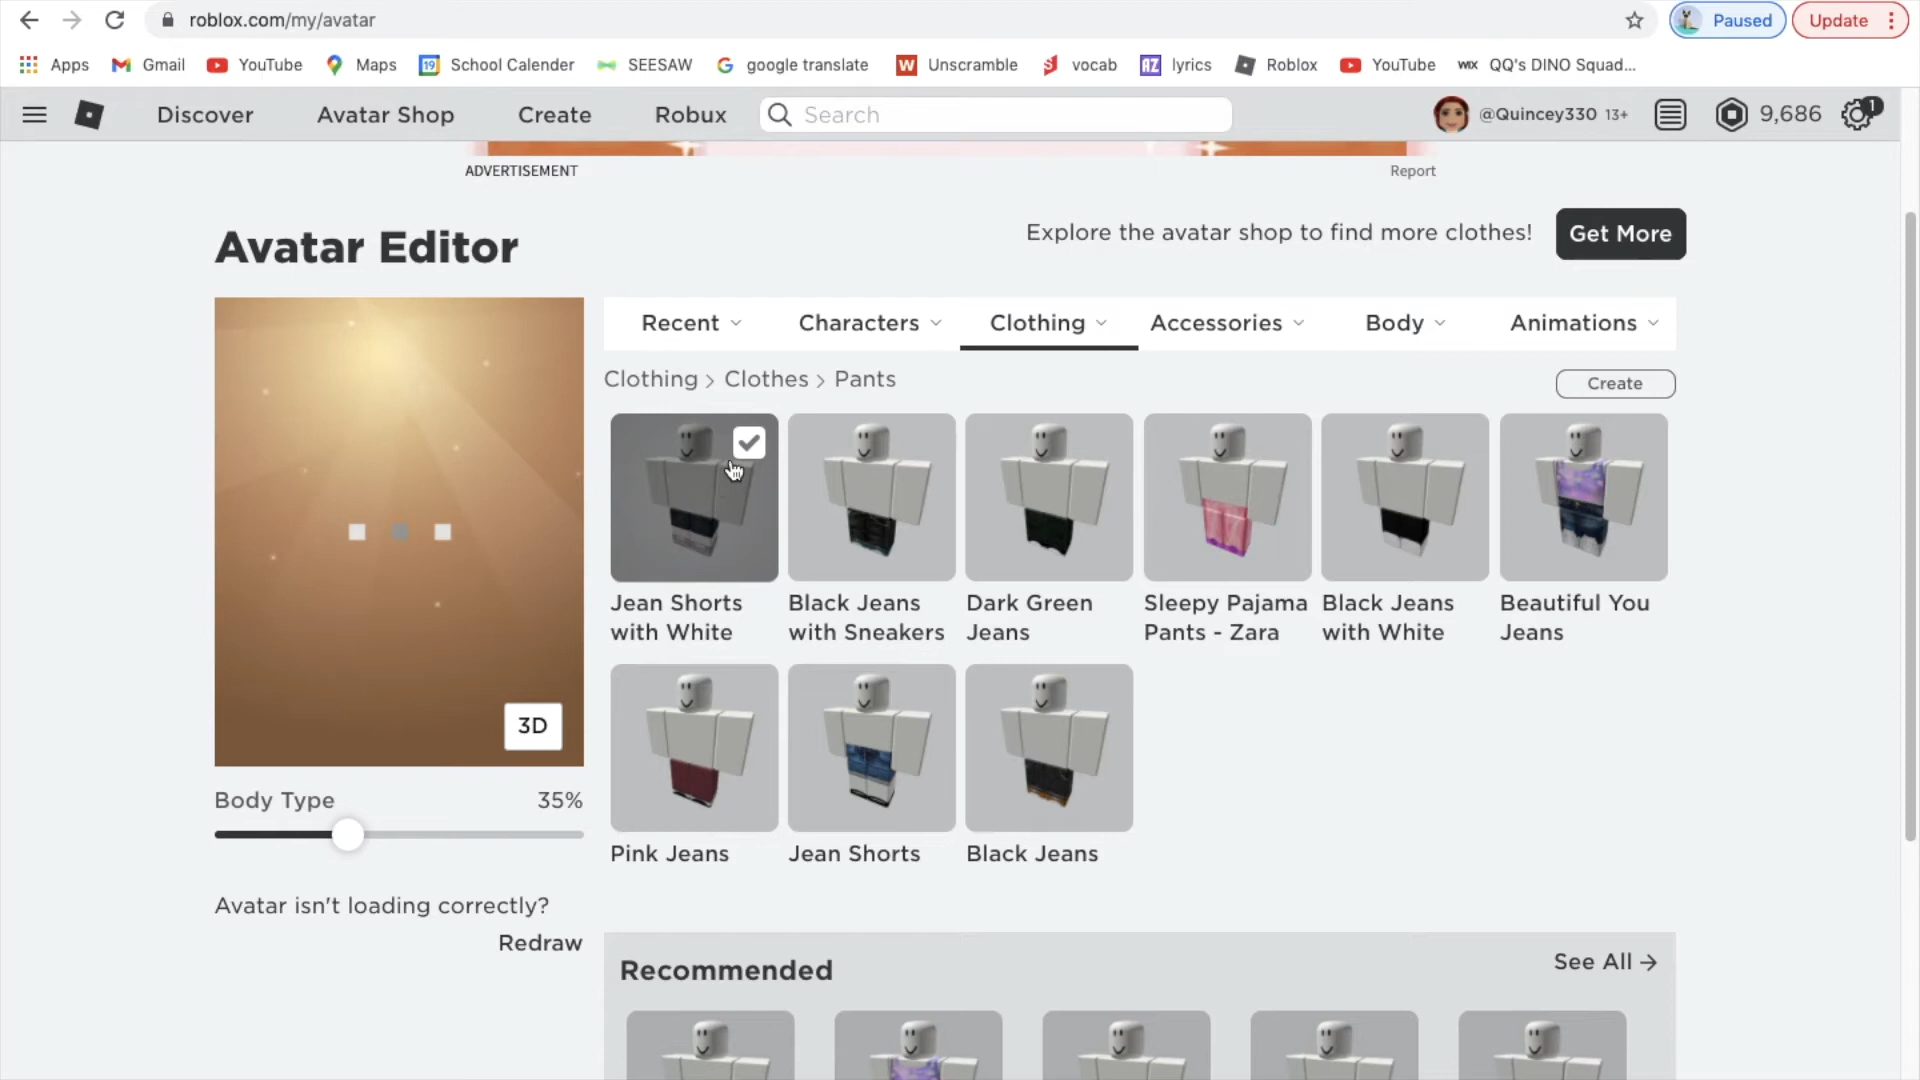 roblox.com/my/avatar
Paused
Update
Apps
Gmail
YouTube
Maps
19
School Calender
SEESAW
G
google translate
W
Unscramble
vocab
AZ
lyrics
Roblox
YouTube
WIX
QQ's DINO Squad...
Discover
Avatar Shop
Create
Robux
Search
@Quincey330 13+
9,686
1
ADVERTISEMENT
Report
Avatar Editor
Explore the avatar shop to find more clothes!
Get More
Recent
Characters
Clothing
Accessories
Body
Animations
Clothing > Clothes > Pants
Create
Jean Shorts
with White
Black Jeans
with Sneakers
Dark Green
Jeans
Sleepy Pajama
Pants - Zara
Black Jeans
with White
Beautiful You
Jeans
3D
Pink Jeans
Jean Shorts
Black Jeans
Body Type
35%
Avatar isn't loading correctly?
Redraw
Recommended
See All →